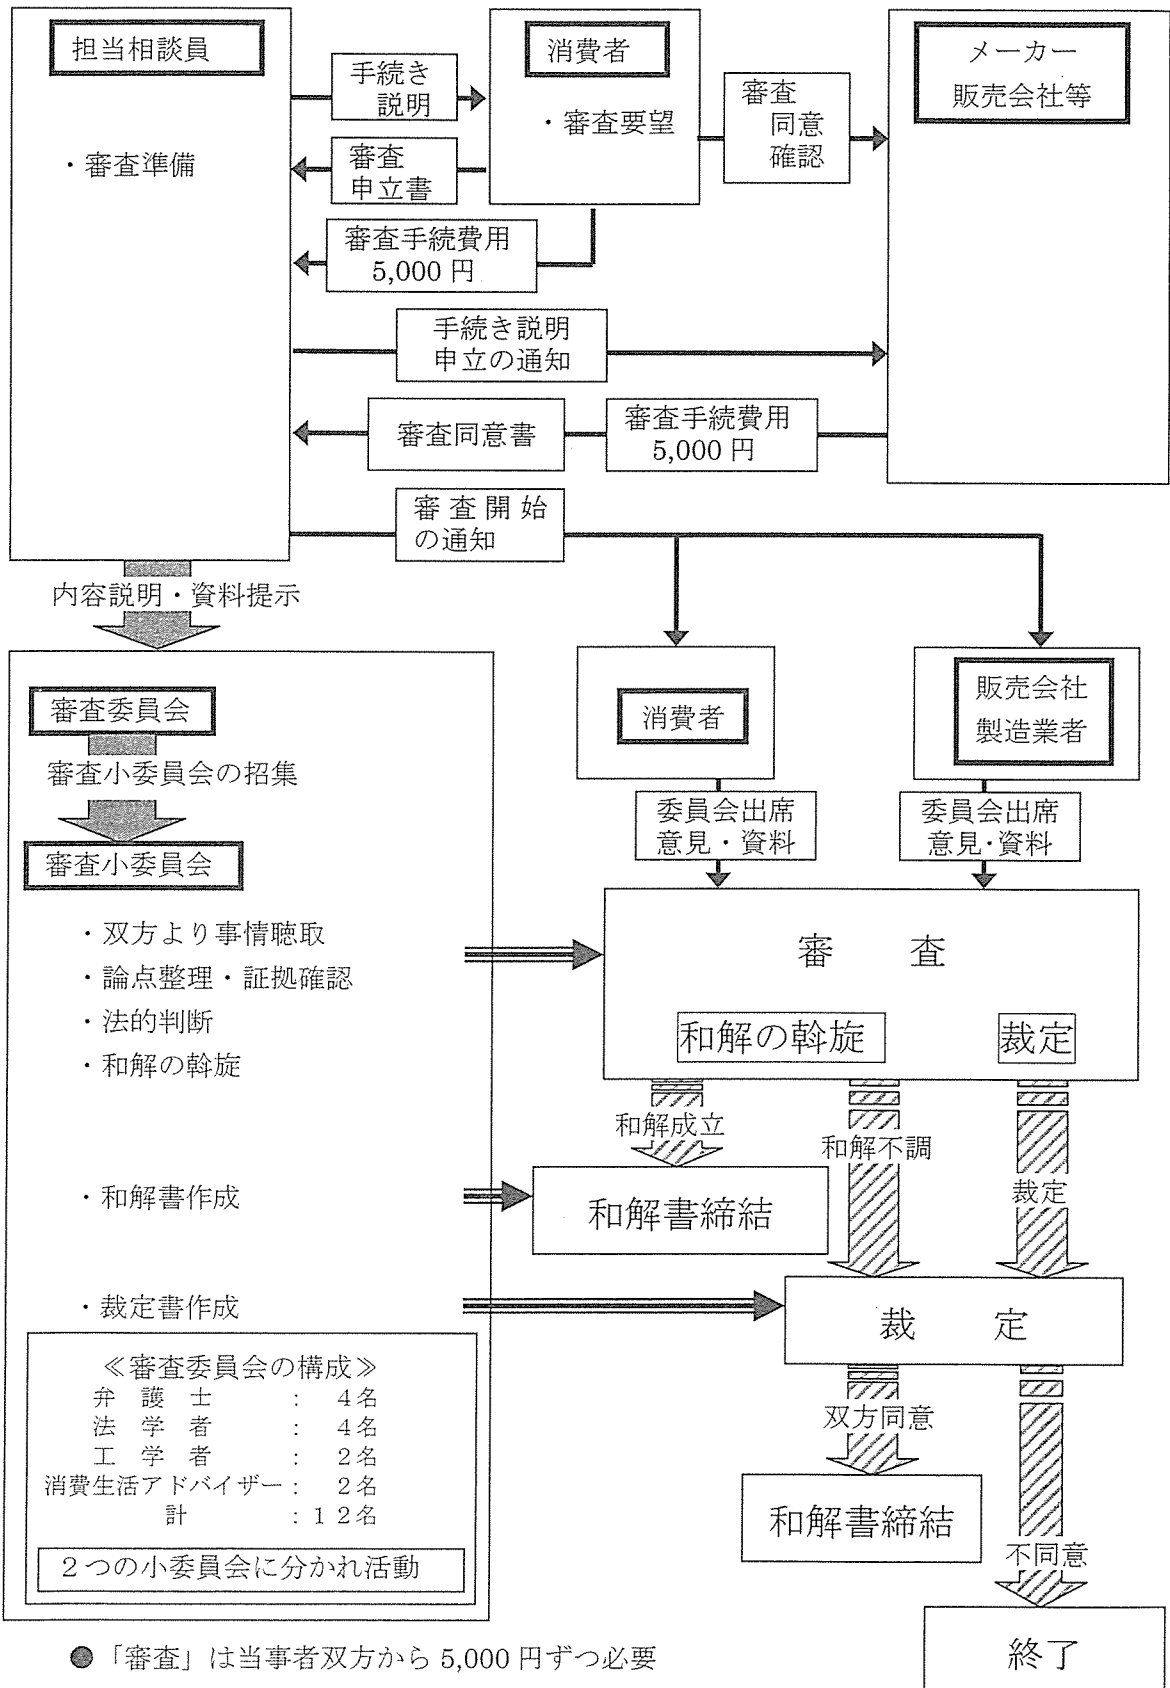 担当相談員
・審査準備
手続き
説明
審査
申立書
消費者
・審査要望
審査
同意
確認
メーカー
販売会社等
審査手続費用
5,000 円
手続き説明
申立の通知
審査同意書
審査手続費用
5,000 円
審査開始
の通知
内容説明・資料提示
審査委員会
審査小委員会の招集
審査小委員会
・双方より事情聴取
・論点整理・証拠確認
・法的判断
・和解の斡旋
・和解書作成
・裁定書作成
≪審査委員会の構成≫
弁護士 : 4名
法学者 : 4名
工学者 : 2名
消費生活アドバイザー : 2名
計 : 12名
2つの小委員会に分かれ活動
消費者
販売会社
製造業者
委員会出席
意見・資料
委員会出席
意見・資料
審査
和解の斡旋
裁定
和解成立
和解不調
裁定
和解書締結
裁定
双方同意
和解書締結
不同意
終了
●「審査」は当事者双方から 5,000 円ずつ必要